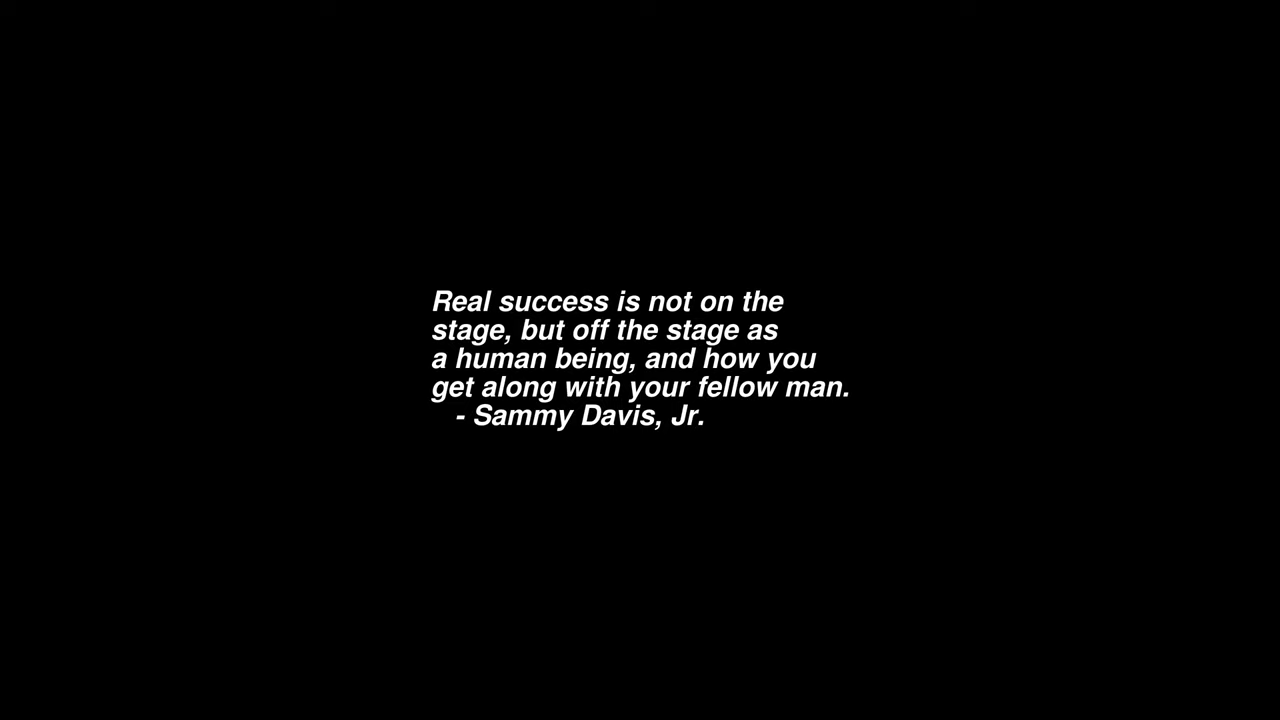 Real success is not on the
stage, but off the stage as
a human being, and how you
get along with your fellow man.
- Sammy Davis, Jr.